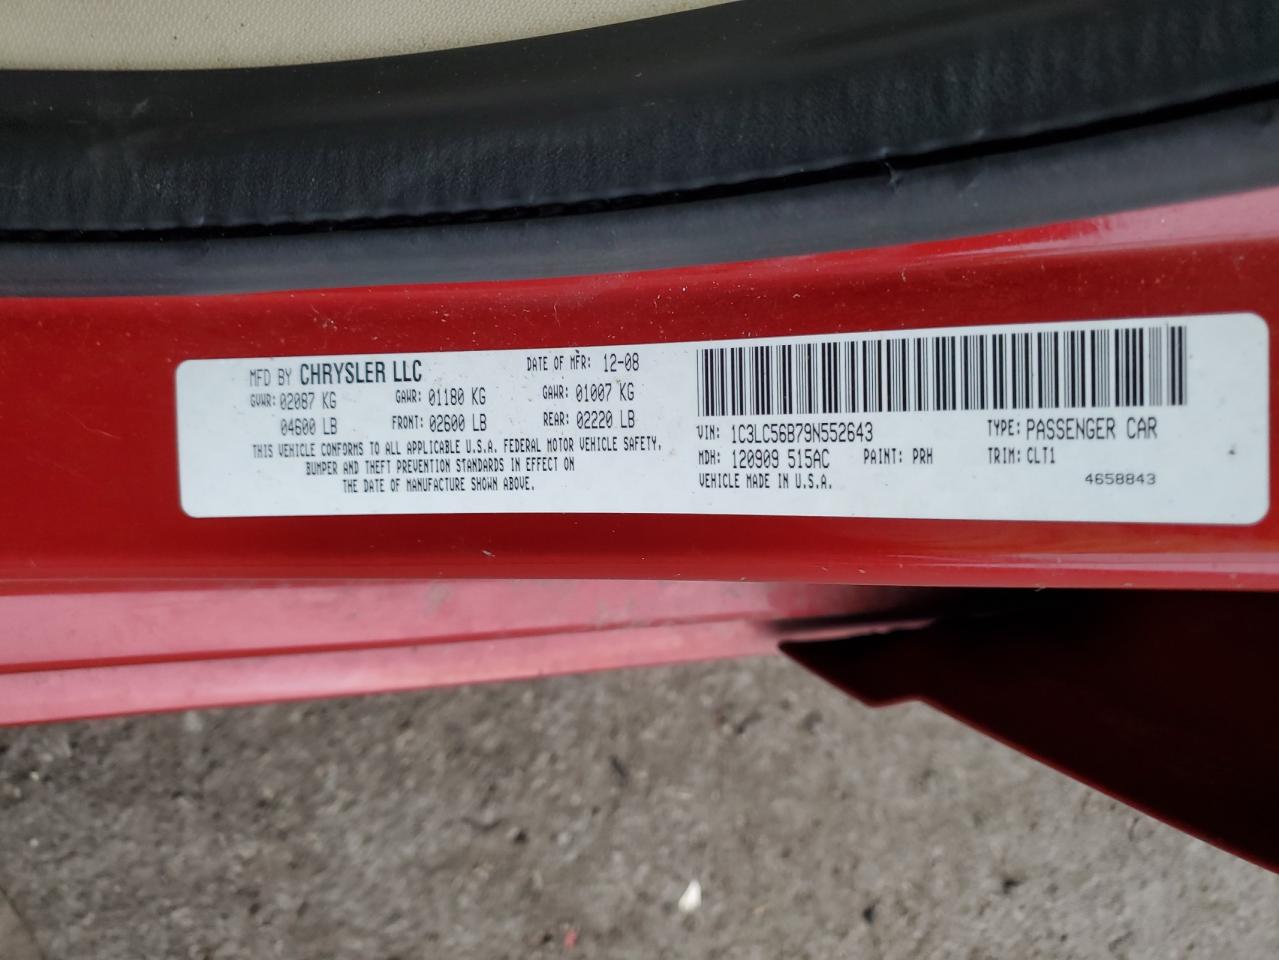 MFD BY CHRYSLER LLC DATE OF MFR: 12-08
GVWR: 02087 KG GAWR: 01180 KG GAWR: 01007 KG
04600 LB FRONT: 02600 LB REAR: 02220 LB
THIS VEHICLE CONFORMS TO ALL APPLICABLE U.S.A. FEDERAL MOTOR VEHICLE SAFETY,
BUMPER AND THEFT PREVENTION STANDARDS IN EFFECT ON
THE DATE OF MANUFACTURE SHOWN ABOVE.
VIN: 1C3LC56B79N552643 TYPE: PASSENGER CAR
MDH: 120909 515AC PAINT: PRH TRIM: CLT1
VEHICLE MADE IN U.S.A. 4658843